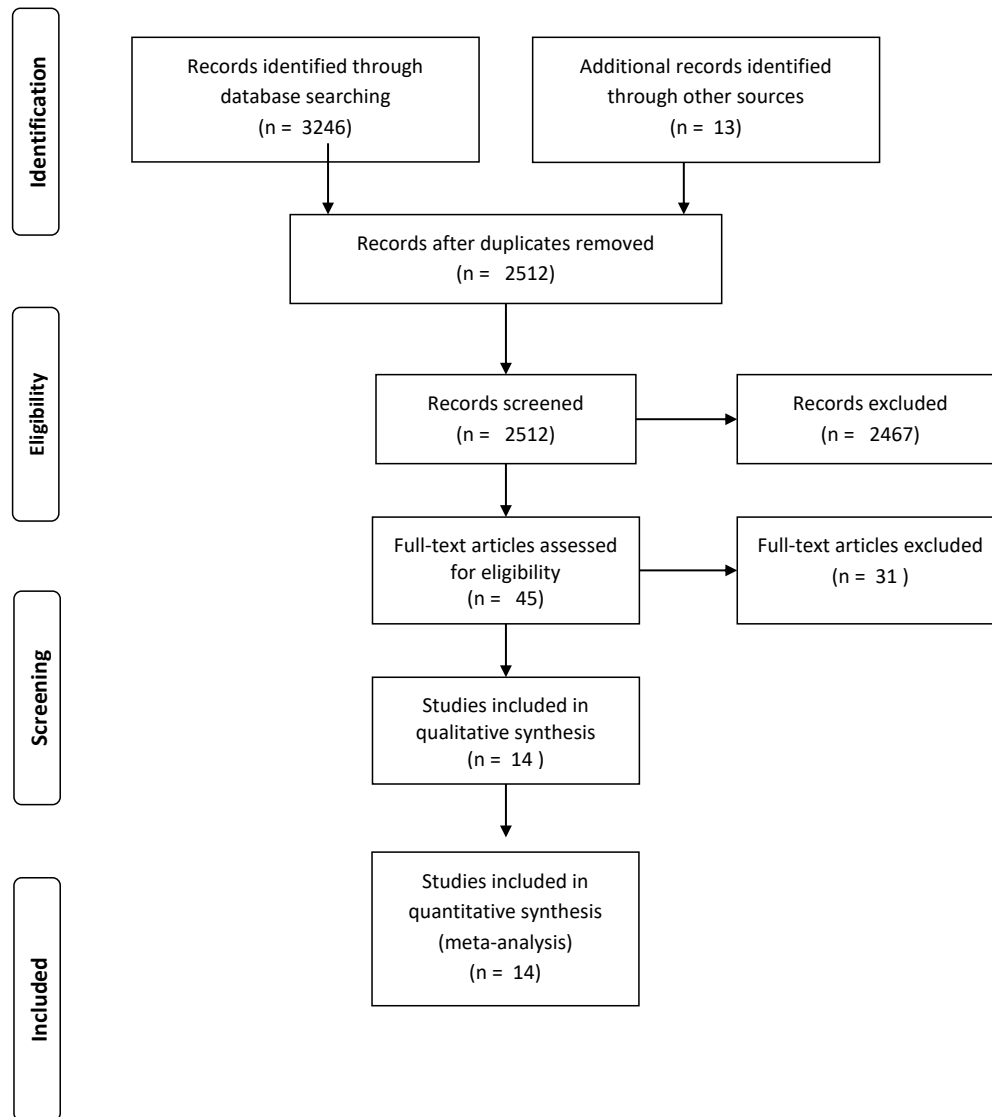 Identification
Records identified through
database searching
(n = 3246)
Additional records identified
through other sources
(n = 13)
Records after duplicates removed
(n = 2512)
Eligibility
Records screened
(n = 2512)
Records excluded
(n = 2467)
Full-text articles assessed
for eligibility
(n = 45)
Full-text articles excluded
(n = 31 )
Screening
Studies included in
qualitative synthesis
(n = 14 )
Included
Studies included in
quantitative synthesis
(meta-analysis)
(n = 14)